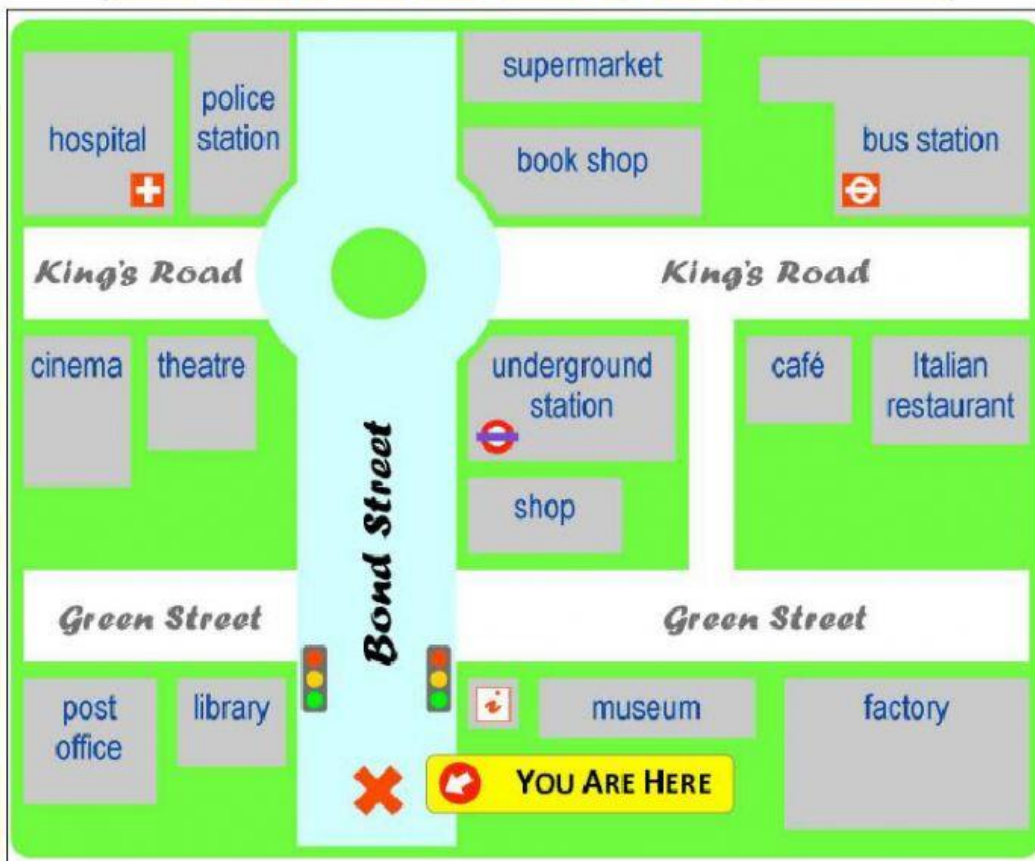 supermarket
police
station
hospital
book shop
bus station
King's Road
King's Road
cinema
theatre
underground
station
café
Italian
restaurant
shop
Bond Street
Green Street
Green Street
post
office
library
i
museum
factory
YOU ARE HERE